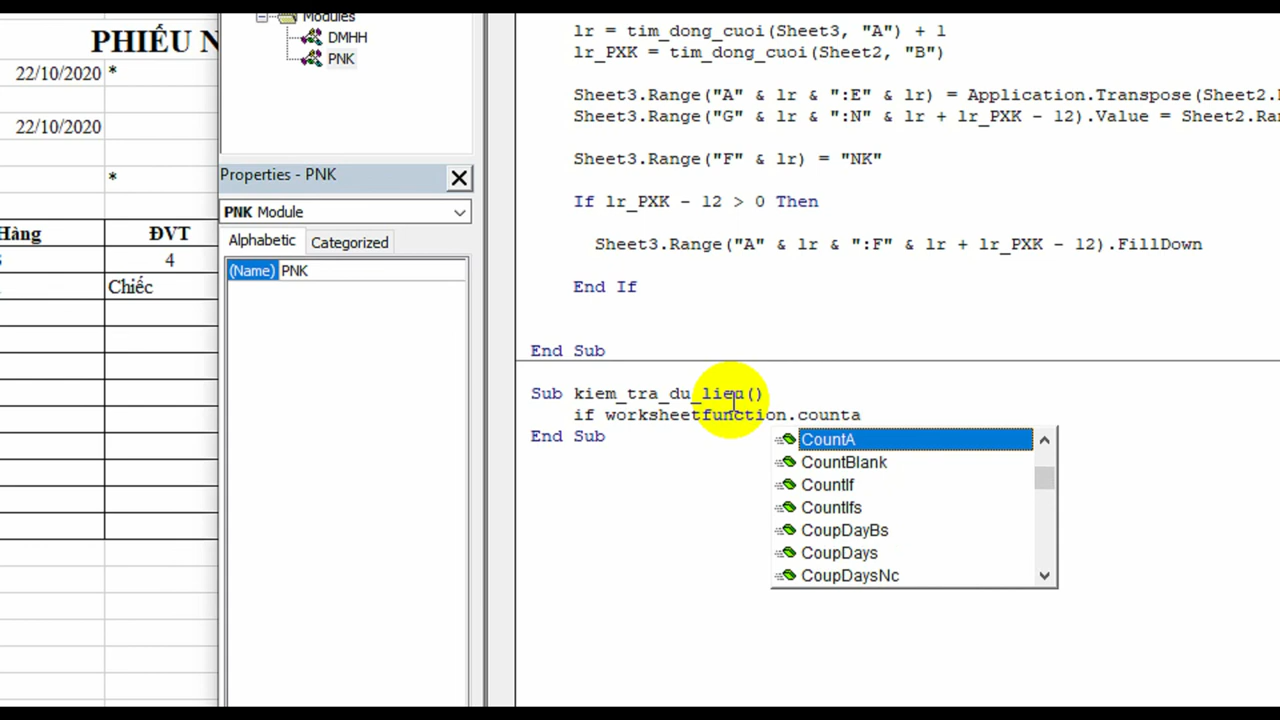 PHIẾU N
22/10/2020 *
22/10/2020
*
Hàng ĐVT
4
Chiếc
Modules
DMHH
PNK
Properties - PNK
PNK Module
Alphabetic Categorized
(Name) PNK
lr = tim_dong_cuoi(Sheet3, "A") + 1
lr_PXK = tim_dong_cuoi(Sheet2, "B")
Sheet3.Range("A" & lr & ":E" & lr) = Application.Transpose(Sheet2.
Sheet3.Range("G" & lr & ":N" & lr + lr_PXK - 12).Value = Sheet2.Ran
Sheet3.Range("F" & lr) = "NK"
If lr_PXK - 12 > 0 Then
Sheet3.Range("A" & lr & ":F" & lr + lr_PXK - 12).FillDown
End If
End Sub
Sub kiem_tra_du_lieu()
if worksheetfunction.counta
End Sub
CountA
CountBlank
CountIf
CountIfs
CoupDayBs
CoupDays
CoupDaysNc